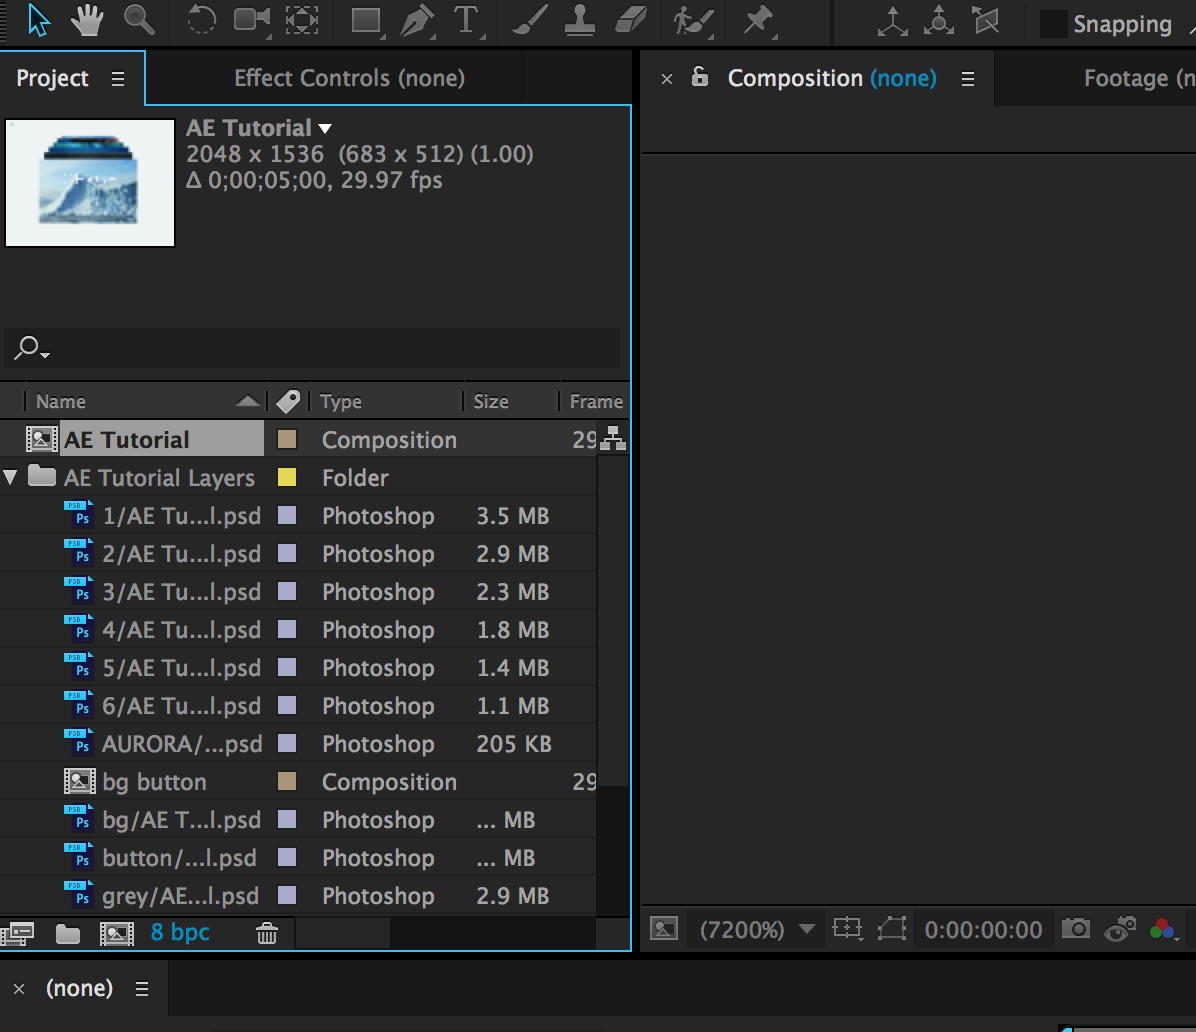 Snapping
Project
Effect Controls (none)
Composition (none)
Footage (n
AE Tutorial
2048 x 1536 (683 x 512) (1.00)
Δ 0;00;05;00, 29.97 fps
Name Type Size Frame
AE Tutorial Composition 29
AE Tutorial Layers Folder
1/AE Tu...l.psd Photoshop 3.5 MB
2/AE Tu...l.psd Photoshop 2.9 MB
3/AE Tu...l.psd Photoshop 2.3 MB
4/AE Tu...l.psd Photoshop 1.8 MB
5/AE Tu...l.psd Photoshop 1.4 MB
6/AE Tu...l.psd Photoshop 1.1 MB
AURORA/...psd Photoshop 205 KB
bg button Composition 29
bg/AE T...l.psd Photoshop ... MB
button/...l.psd Photoshop ... MB
grey/AE...l.psd Photoshop 2.9 MB
8 bpc
(7200%) 0:00:00:00
(none)